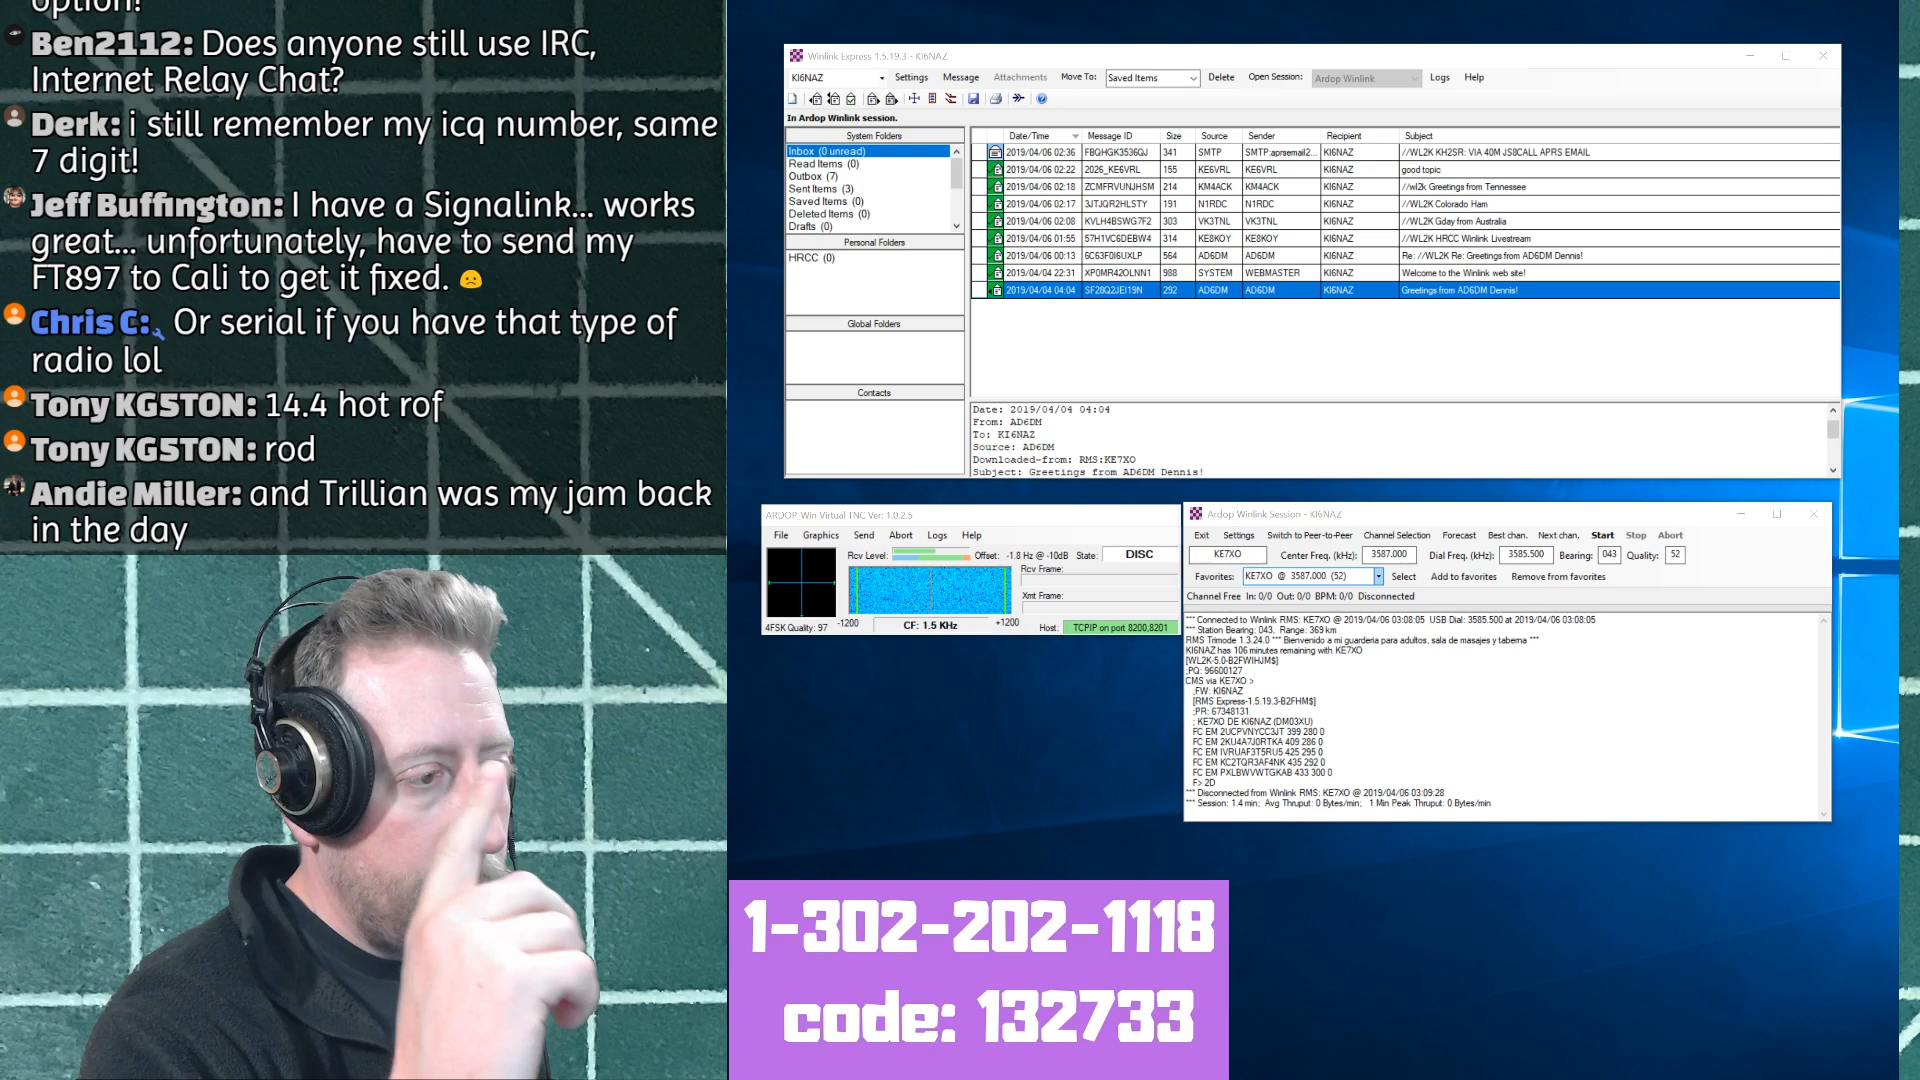 option!
Ben2112: Does anyone still use IRC,
Internet Relay Chat?
Derk: i still remember my icq number, same
7 digit!
Jeff Buffington: I have a Signalink... works
great... unfortunately, have to send my
FT897 to Cali to get it fixed. 🙁
Chris C: Or serial if you have that type of
radio lol
Tony KG5TON: 14.4 hot rof
Tony KG5TON: rod
Andie Miller: and Trillian was my jam back
in the day
Winlink Express 1.5.19.3 - KI6NAZ
KI6NAZ Settings Message Attachments Move To: Saved Items Delete Open Session: Ardop Winlink Logs Help
In Ardop Winlink session.
System Folders
Inbox (0 unread)
Read Items (0)
Outbox (7)
Sent Items (3)
Saved Items (0)
Deleted Items (0)
Drafts (0)
Personal Folders
HRCC (0)
Global Folders
Contacts
Date/Time Message ID Size Source Sender Recipient Subject
2019/04/06 02:36 FBQHGK3536QJ 341 SMTP SMTP:aprsemail2... KI6NAZ //WL2K KH2SR: VIA 40M JS8CALL APRS EMAIL
2019/04/06 02:22 2026_KE6VRL 155 KE6VRL KE6VRL KI6NAZ good topic
2019/04/06 02:18 ZCMFRVUNJHSM 214 KM4ACK KM4ACK KI6NAZ //wl2k Greetings from Tennessee
2019/04/06 02:17 3JTJQR2HLSTY 191 N1RDC N1RDC KI6NAZ //WL2K Colorado Ham
2019/04/06 02:08 KVLH4BSWG7F2 303 VK3TNL VK3TNL KI6NAZ //WL2K Gday from Australia
2019/04/06 01:55 57H1VC6DEBW4 314 KE8KOY KE8KOY KI6NAZ //WL2K HRCC Winlink Livestream
2019/04/06 00:13 6C63F0I6UXLP 564 AD6DM AD6DM KI6NAZ Re: //WL2K Re: Greetings from AD6DM Dennis!
2019/04/04 22:31 XP0MR42OLNN1 988 SYSTEM WEBMASTER KI6NAZ Welcome to the Winlink web site!
2019/04/04 04:04 SF28Q2JEI19N 292 AD6DM AD6DM KI6NAZ Greetings from AD6DM Dennis!
Date: 2019/04/04 04:04
From: AD6DM
To: KI6NAZ
Source: AD6DM
Downloaded-from: RMS:KE7XO
Subject: Greetings from AD6DM Dennis!
ARDOP_Win Virtual TNC Ver: 1.0.2.5
File Graphics Send Abort Logs Help
Rcv Level: Offset: -1.8 Hz @ -10dB State: DISC
Rcv Frame:
Xmt Frame:
4FSK Quality: 97 -1200 CF: 1.5 KHz +1200 Host: TCPIP on port 8200,8201
Ardop Winlink Session - KI6NAZ
Exit Settings Switch to Peer-to-Peer Channel Selection Forecast Best chan. Next chan. Start Stop Abort
KE7XO Center Freq. (kHz): 3587.000 Dial Freq. (kHz): 3585.500 Bearing: 043 Quality: 52
Favorites: KE7XO @ 3587.000 (52) Select Add to favorites Remove from favorites
Channel Free In: 0/0 Out: 0/0 BPM: 0/0 Disconnected
*** Connected to Winlink RMS: KE7XO @ 2019/04/06 03:08:05 USB Dial: 3585.500 at 2019/04/06 03:08:05
*** Station Bearing: 043, Range: 369 km
RMS Trimode 1.3.24.0 *** Bienvenido a mi guarderia para adultos, sala de masajes y taberna ***
KI6NAZ has 106 minutes remaining with KE7XO
[WL2K-5.0-B2FWIHJM$]
;PQ: 96600127
CMS via KE7XO >
;FW: KI6NAZ
[RMS Express-1.5.19.3-B2FHM$]
;PR: 67348131
; KE7XO DE KI6NAZ (DM03XU)
FC EM 2UCPVNYCC3JT 399 280 0
FC EM 2KU4A7J0RTKA 409 286 0
FC EM IVRUAF3T5RU5 425 295 0
FC EM KC2TQR3AF4NK 435 292 0
FC EM PXLBWVWTGKAB 433 300 0
F> 2D
*** Disconnected from Winlink RMS: KE7XO @ 2019/04/06 03:09:28
*** Session: 1.4 min; Avg Thruput: 0 Bytes/min; 1 Min Peak Thruput: 0 Bytes/min
1-302-202-1118
code: 132733